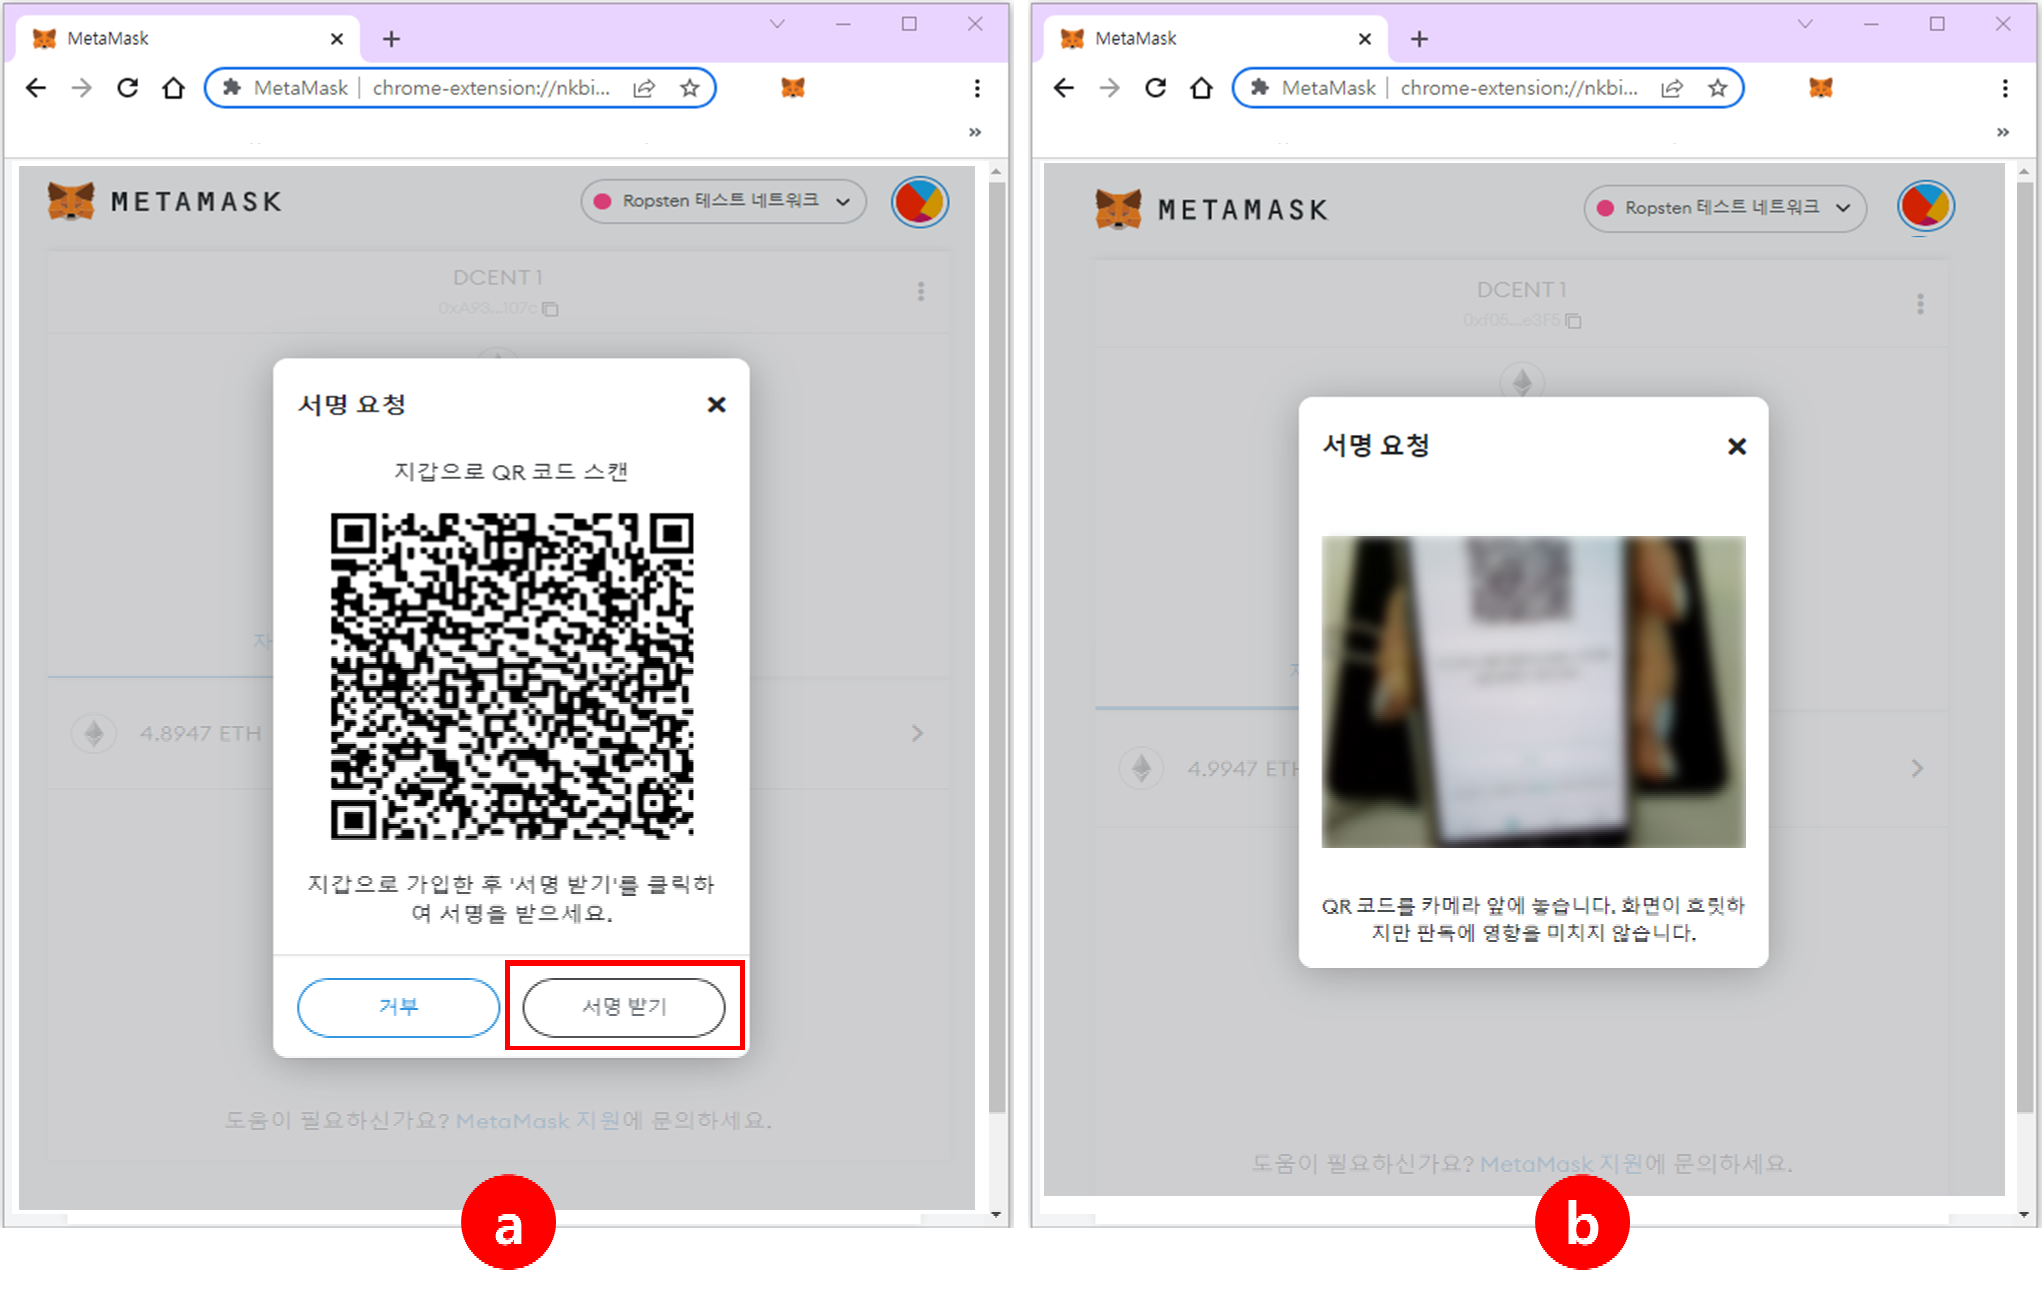 MetaMask
MetaMask | chrome-extension://nkbi...
»
METAMASK
Ropsten 테스트 네트워크
DCENT 1
0xA93...107c
서명 요청
지갑으로 QR 코드 스캔
자
4.8947 ETH
지갑으로 가입한 후 '서명 받기'를 클릭하
여 서명을 받으세요.
거부
서명 받기
도움이 필요하신가요? MetaMask 지원에 문의하세요.
a
MetaMask
MetaMask | chrome-extension://nkbi...
»
METAMASK
Ropsten 테스트 네트워크
DCENT 1
0xf05...e3F5
서명 요청
4.9947 ETH
QR 코드를 카메라 앞에 놓습니다. 화면이 흐릿하
지만 판독에 영향을 미치지 않습니다.
도움이 필요하신가요? MetaMask 지원에 문의하세요.
b